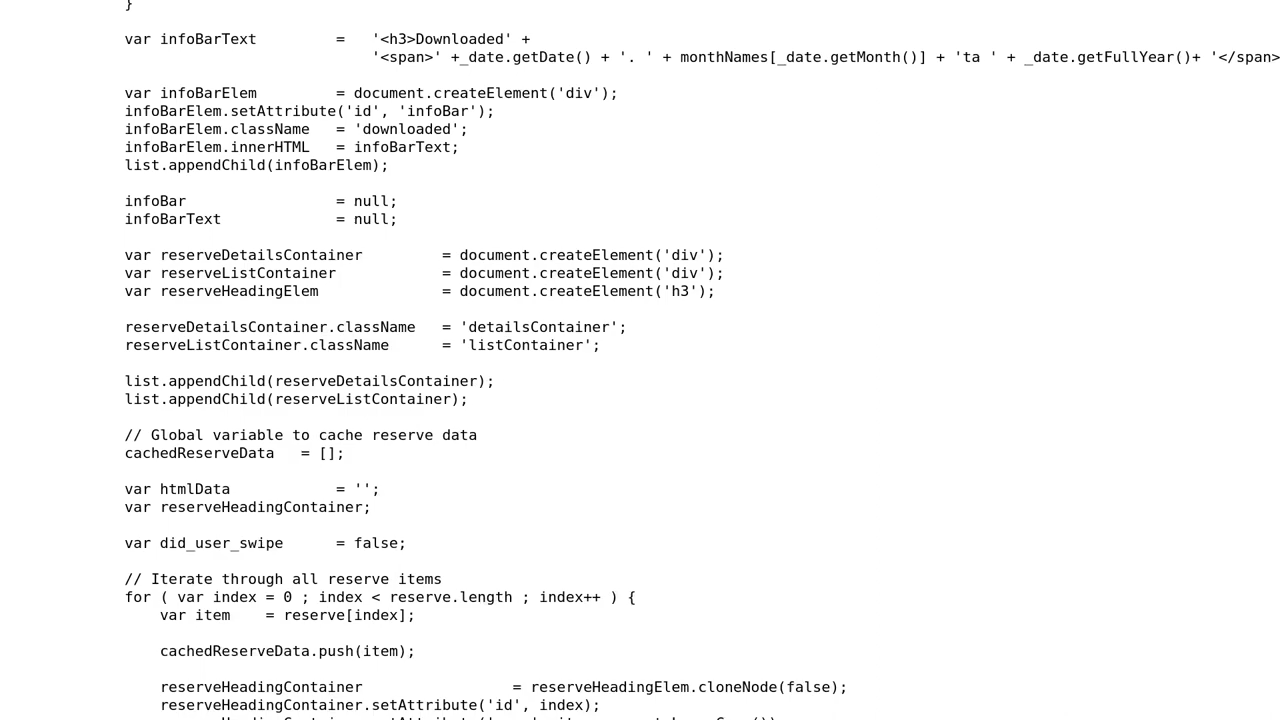 }
var infoBarText         =   '<h3>Downloaded' +
'<span>' +_date.getDate() + '. ' + monthNames[_date.getMonth()] + 'ta ' + _date.getFullYear()+ '</span>
var infoBarElem         = document.createElement('div');
infoBarElem.setAttribute('id', 'infoBar');
infoBarElem.className   = 'downloaded';
infoBarElem.innerHTML   = infoBarText;
list.appendChild(infoBarElem);
infoBar                 = null;
infoBarText             = null;
var reserveDetailsContainer         = document.createElement('div');
var reserveListContainer            = document.createElement('div');
var reserveHeadingElem              = document.createElement('h3');
reserveDetailsContainer.className   = 'detailsContainer';
reserveListContainer.className      = 'listContainer';
list.appendChild(reserveDetailsContainer);
list.appendChild(reserveListContainer);
// Global variable to cache reserve data
cachedReserveData   = [];
var htmlData            = '';
var reserveHeadingContainer;
var did_user_swipe      = false;
// Iterate through all reserve items
for ( var index = 0 ; index < reserve.length ; index++ ) {
var item    = reserve[index];
cachedReserveData.push(item);
reserveHeadingContainer                 = reserveHeadingElem.cloneNode(false);
reserveHeadingContainer.setAttribute('id', index);